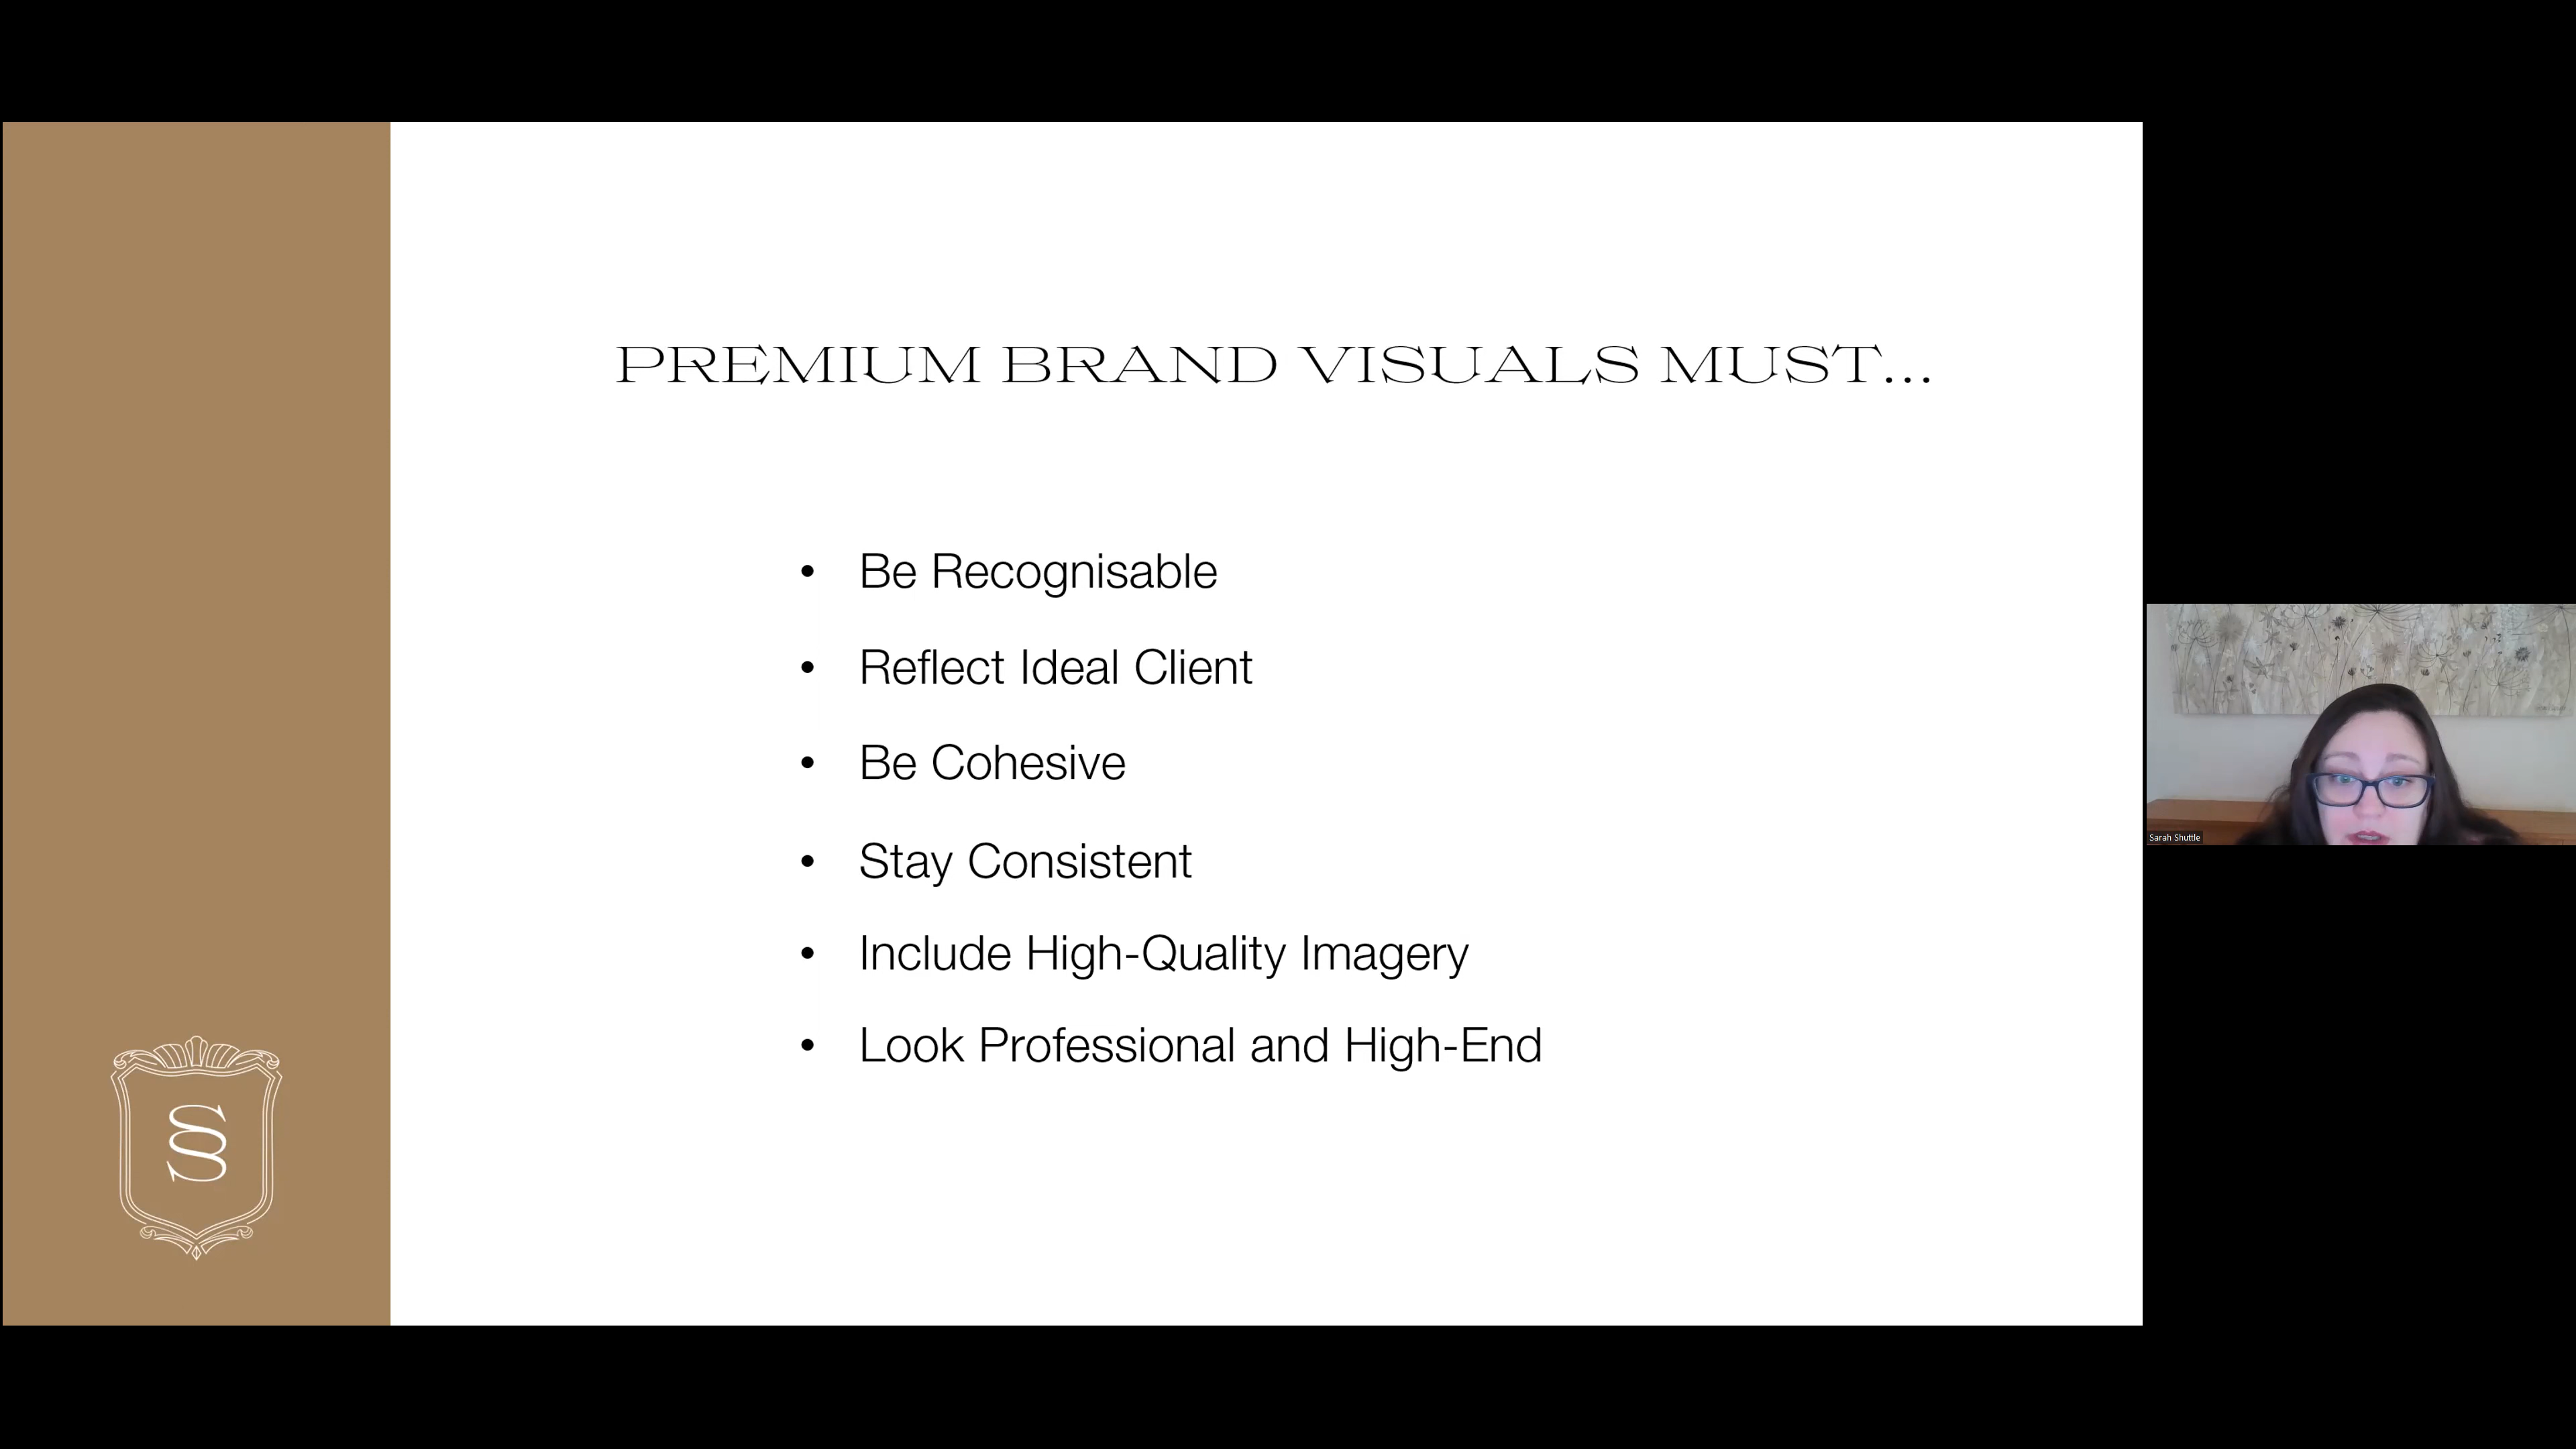 PREMIUM BRAND VISUALS MUST...
• Be Recognisable
• Reflect Ideal Client
• Be Cohesive
• Stay Consistent
• Include High-Quality Imagery
• Look Professional and High-End
SS
Sarah Shuttle